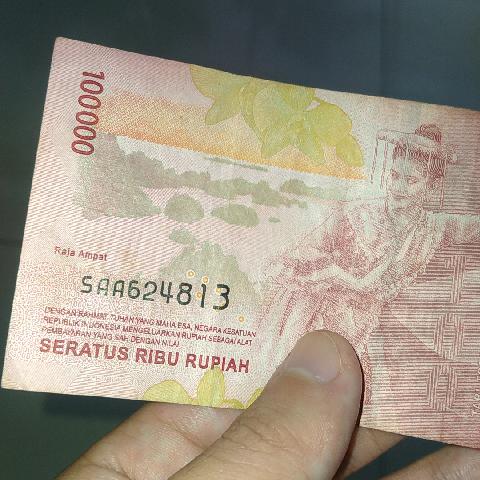 100000
Raja Ampat
SAA624813
DENGAN RAHMAT TUHAN YANG MAHA ESA, NEGARA KESATUAN
REPUBLIK INDONESIA MENGELUARKAN RUPIAH SEBAGAI ALAT
PEMBAYARAN YANG SAH DENGAN NILAI
SERATUS RIBU RUPIAH